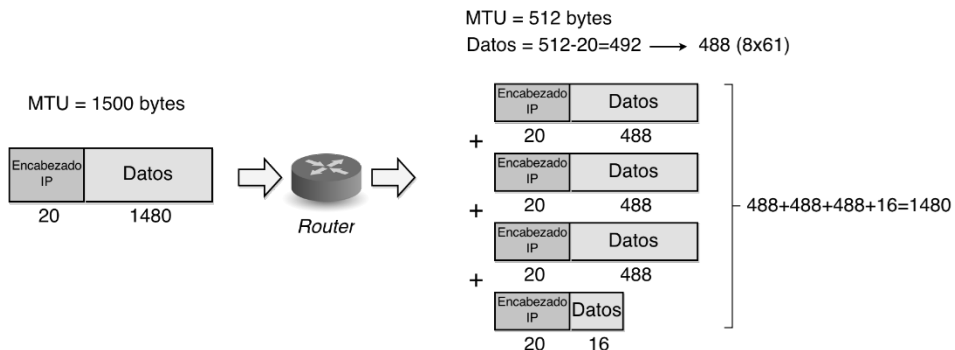 MTU = 512 bytes
Datos = 512-20=492 → 488 (8x61)
MTU = 1500 bytes
Encabezado
IP
Datos
20
1480
Router
Encabezado
IP
Datos
20
488
+
Encabezado
IP
Datos
20
488
+
Encabezado
IP
Datos
20
488
+
Encabezado
IP
Datos
20
16
488+488+488+16=1480